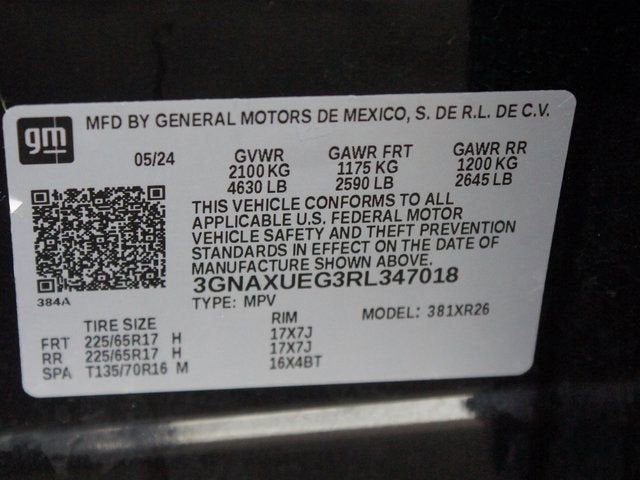 gm
MFD BY GENERAL MOTORS DE MEXICO, S. DE R.L. DE C.V.
05/24 GVWR GAWR FRT GAWR RR
2100 KG 1175 KG 1200 KG
4630 LB 2590 LB 2645 LB
THIS VEHICLE CONFORMS TO ALL
APPLICABLE U.S. FEDERAL MOTOR
VEHICLE SAFETY AND THEFT PREVENTION
STANDARDS IN EFFECT ON THE DATE OF
MANUFACTURE SHOWN ABOVE.
384A
3GNAXUEG3RL347018
TYPE: MPV
MODEL: 381XR26
TIRE SIZE RIM
FRT 225/65R17 H 17X7J
RR 225/65R17 H 17X7J
SPA T135/70R16 M 16X4BT